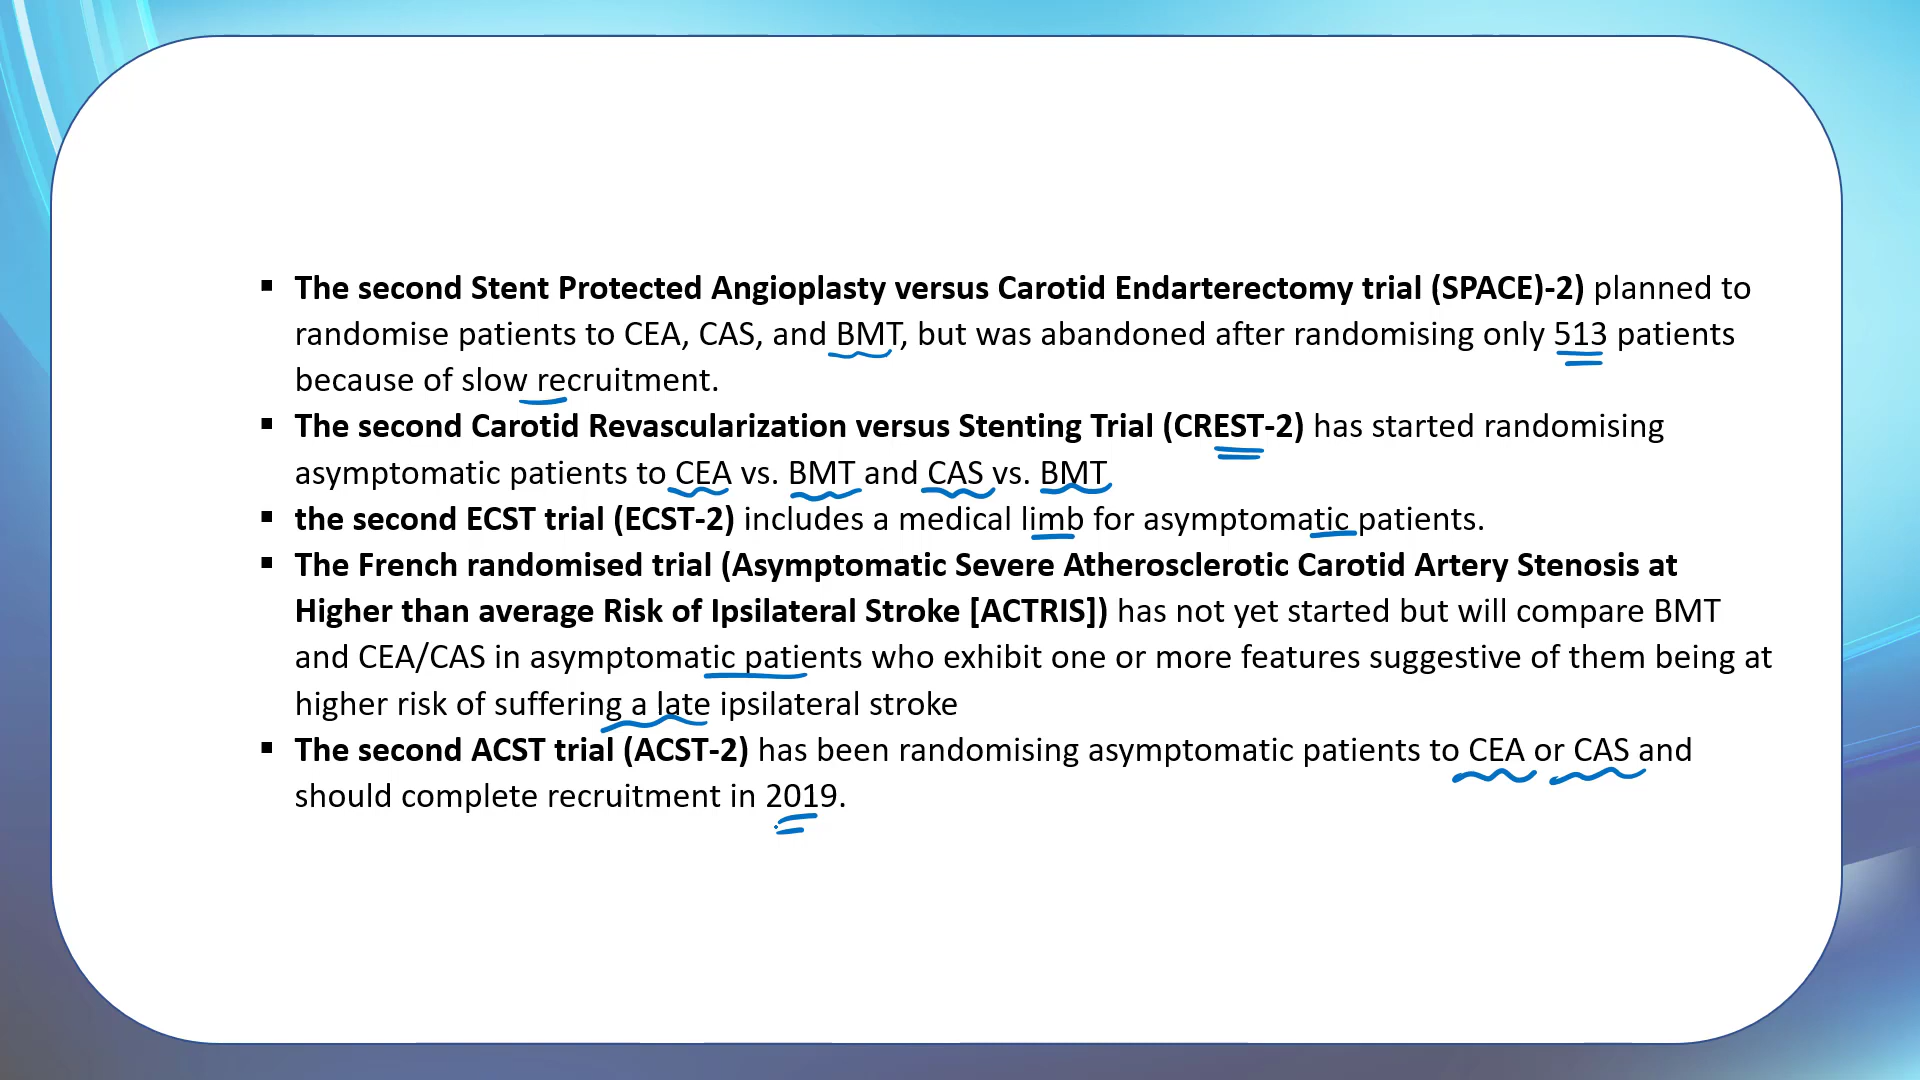 ▪ The second Stent Protected Angioplasty versus Carotid Endarterectomy trial (SPACE)-2) planned to
randomise patients to CEA, CAS, and BMT, but was abandoned after randomising only 513 patients
because of slow recruitment.
▪ The second Carotid Revascularization versus Stenting Trial (CREST-2) has started randomising
asymptomatic patients to CEA vs. BMT and CAS vs. BMT
▪ the second ECST trial (ECST-2) includes a medical limb for asymptomatic patients.
▪ The French randomised trial (Asymptomatic Severe Atherosclerotic Carotid Artery Stenosis at
Higher than average Risk of Ipsilateral Stroke [ACTRIS]) has not yet started but will compare BMT
and CEA/CAS in asymptomatic patients who exhibit one or more features suggestive of them being at
higher risk of suffering a late ipsilateral stroke
▪ The second ACST trial (ACST-2) has been randomising asymptomatic patients to CEA or CAS and
should complete recruitment in 2019.